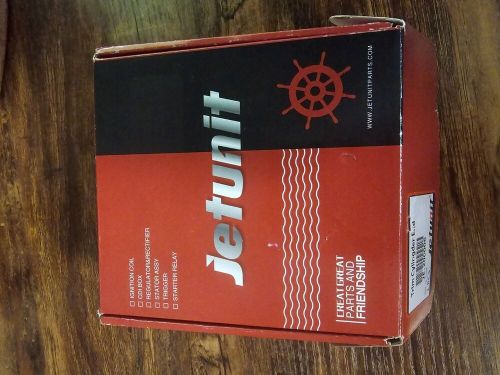 jetunit
WWW.JETUNITPARTS.COM
IGNITION COIL
CDI BOX
REGULATOR&RECTIFIER
STATOR ASSY
TRIGGER
STARTER RELAY
CREAT GREAT
PARTS AND
FRIENDSHIP